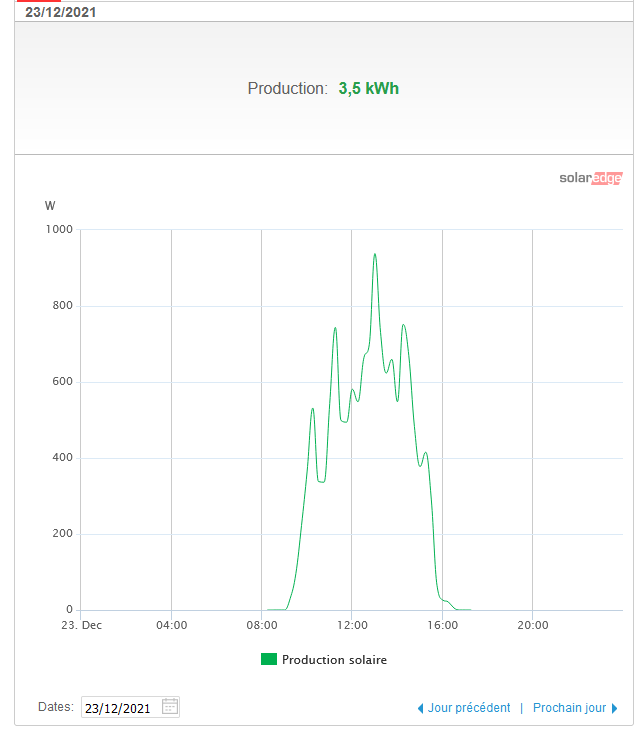 23/12/2021
Production: 3,5 kWh
solaredge
W
1000
800
600
400
200
0
23. Dec 04:00 08:00 12:00 16:00 20:00
Production solaire
Dates: 23/12/2021 Jour précédent | Prochain jour